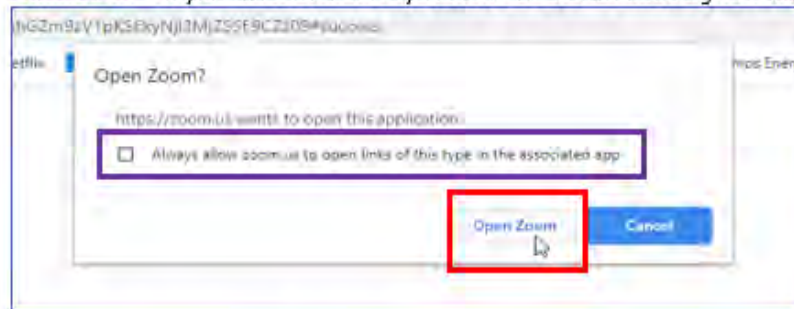 Open Zoom?
https://zoom.us wants to open this application.
Always allow zoom.us to open links of this type in the associated app
Open Zoom
Cancel